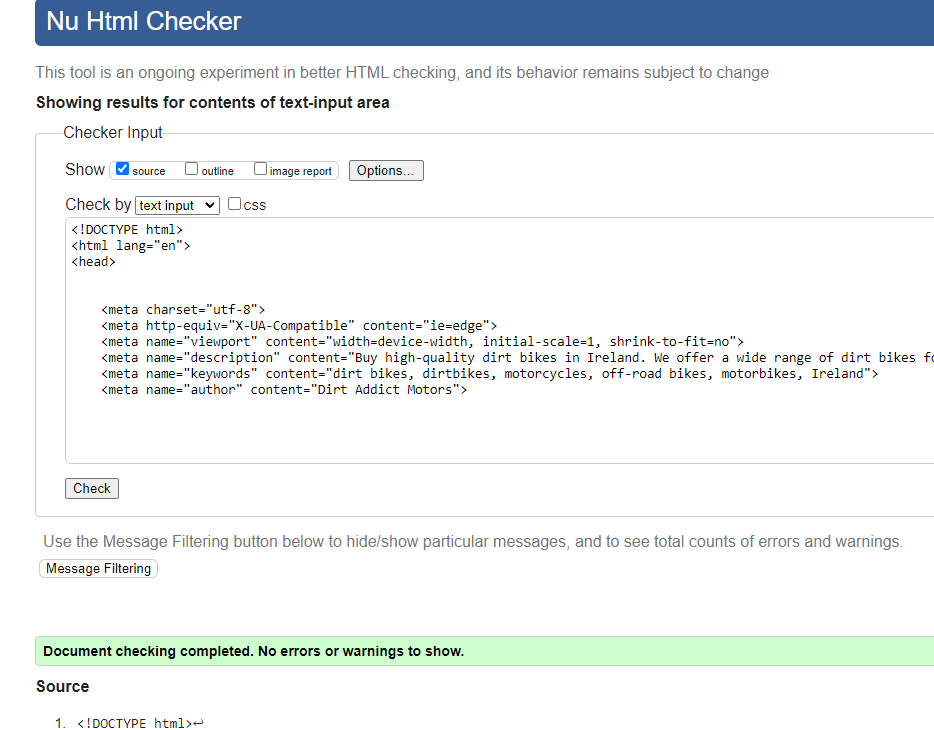 Nu Html Checker
This tool is an ongoing experiment in better HTML checking, and its behavior remains subject to change
Showing results for contents of text-input area
Checker Input
Show source outline image report Options...
Check by text input css
<!DOCTYPE html>
<html lang="en">
<head>
<meta charset="utf-8">
<meta http-equiv="X-UA-Compatible" content="ie=edge">
<meta name="viewport" content="width=device-width, initial-scale=1, shrink-to-fit=no">
<meta name="description" content="Buy high-quality dirt bikes in Ireland. We offer a wide range of dirt bikes
<meta name="keywords" content="dirt bikes, dirtbikes, motorcycles, off-road bikes, motorbikes, Ireland">
<meta name="author" content="Dirt Addict Motors">
Check
Use the Message Filtering button below to hide/show particular messages, and to see total counts of errors and warnings.
Message Filtering
Document checking completed. No errors or warnings to show.
Source
1. <!DOCTYPE html>↩